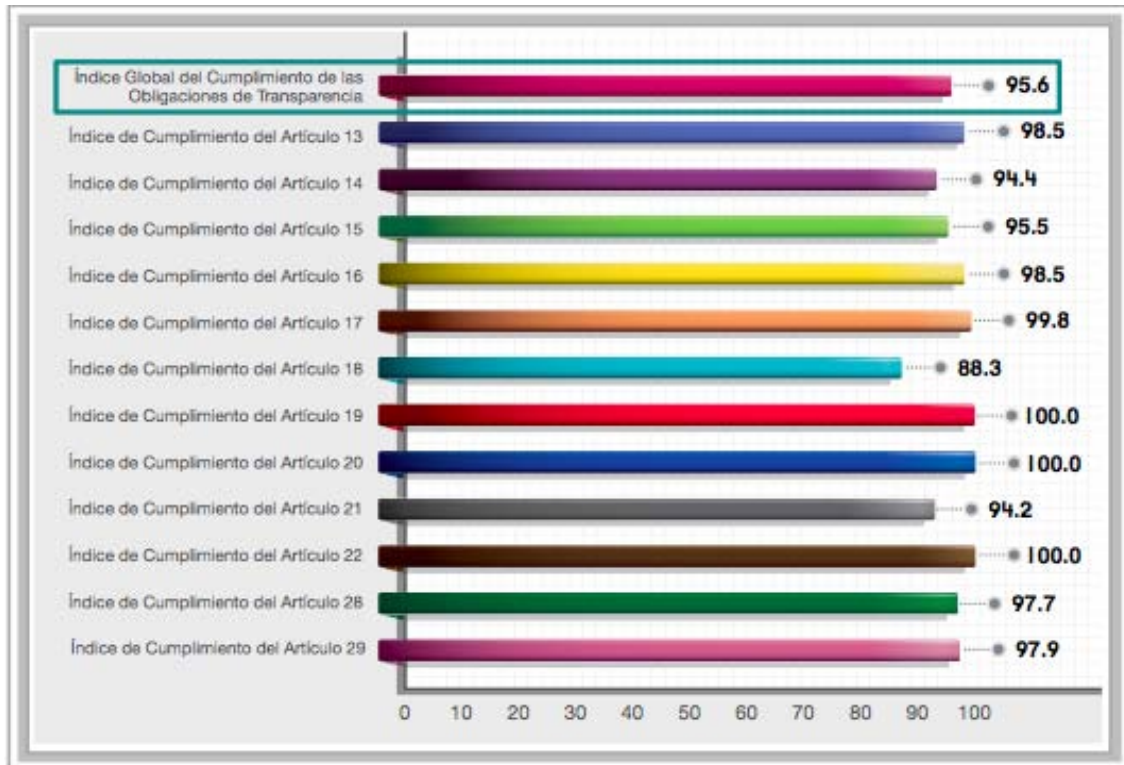 Índice Global del Cumplimiento de las
Obligaciones de Transparencia
95.6
Índice de Cumplimiento del Artículo 13
98.5
Índice de Cumplimiento del Artículo 14
94.4
Índice de Cumplimiento del Artículo 15
95.5
Índice de Cumplimiento del Artículo 16
98.5
Índice de Cumplimiento del Artículo 17
99.8
Índice de Cumplimiento del Artículo 18
88.3
Índice de Cumplimiento del Artículo 19
100.0
Índice de Cumplimiento del Artículo 20
100.0
Índice de Cumplimiento del Artículo 21
94.2
Índice de Cumplimiento del Artículo 22
100.0
Índice de Cumplimiento del Artículo 28
97.7
Índice de Cumplimiento del Artículo 29
97.9
0 10 20 30 40 50 60 70 80 90 100